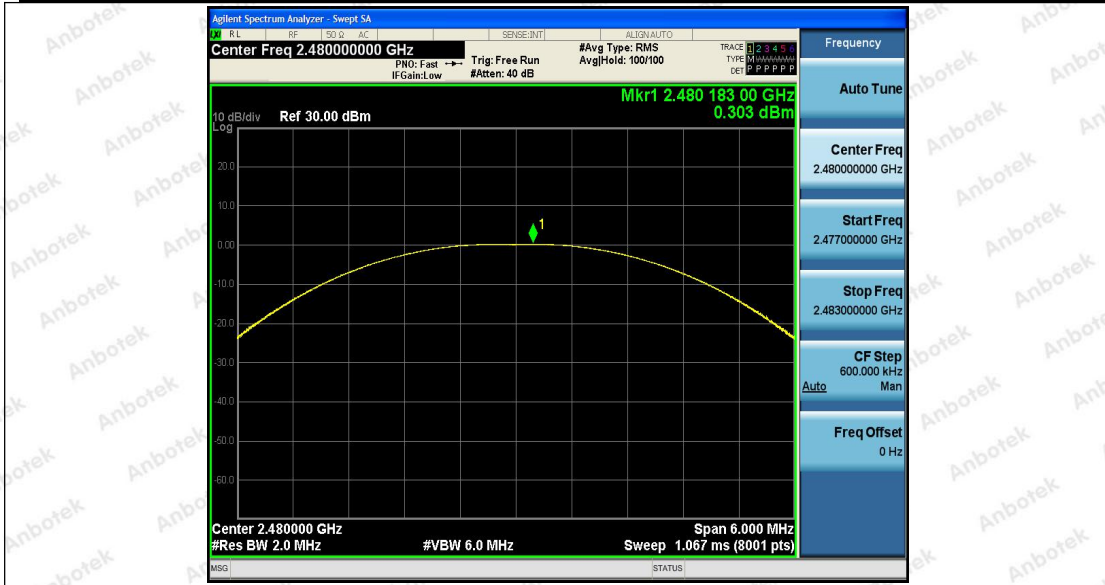 Agilent Spectrum Analyzer - Swept SA
LXI RL RF 50 Ω AC SENSE:INT ALIGNAUTO
Center Freq 2.480000000 GHz
PNO: Fast
IFGain:Low
Trig: Free Run
#Atten: 40 dB
#Avg Type: RMS
Avg|Hold: 100/100
TRACE 1 2 3 4 5 6
TYPE M
DET P P P P P P
Mkr1 2.480 183 00 GHz
0.303 dBm
10 dB/div Ref 30.00 dBm
Log
20.0
10.0
0.00
-10.0
-20.0
-30.0
-40.0
-50.0
-60.0
1
Center 2.480000 GHz
Span 6.000 MHz
#Res BW 2.0 MHz #VBW 6.0 MHz Sweep 1.067 ms (8001 pts)
MSG STATUS
Frequency
Auto Tune
Center Freq
2.480000000 GHz
Start Freq
2.477000000 GHz
Stop Freq
2.483000000 GHz
CF Step
600.000 kHz
Auto Man
Freq Offset
0 Hz
Anbotek